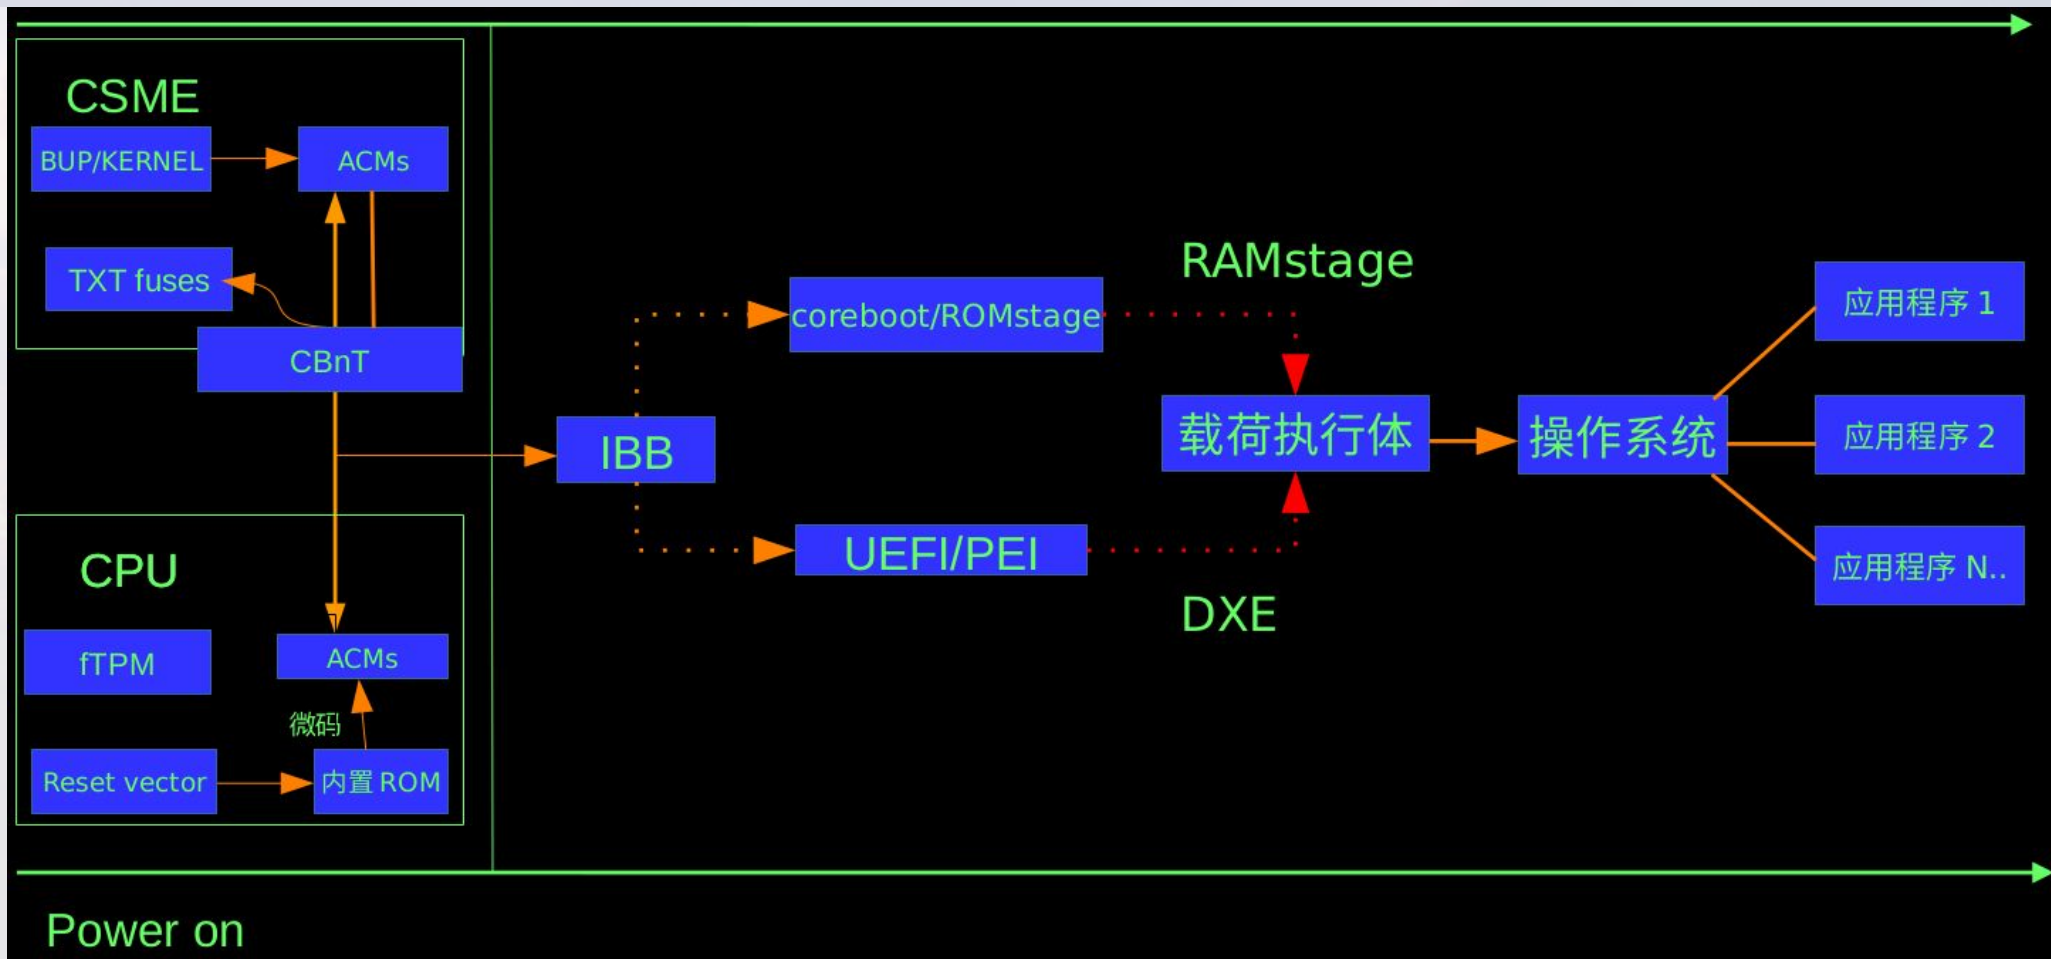 CSME
BUP/KERNEL
ACMs
TXT fuses
CBnT
CPU
fTPM
ACMs
微码
Reset vector
内置 ROM
IBB
coreboot/ROMstage
UEFI/PEI
RAMstage
载荷执行体
DXE
操作系统
应用程序 1
应用程序 2
应用程序 N..
Power on